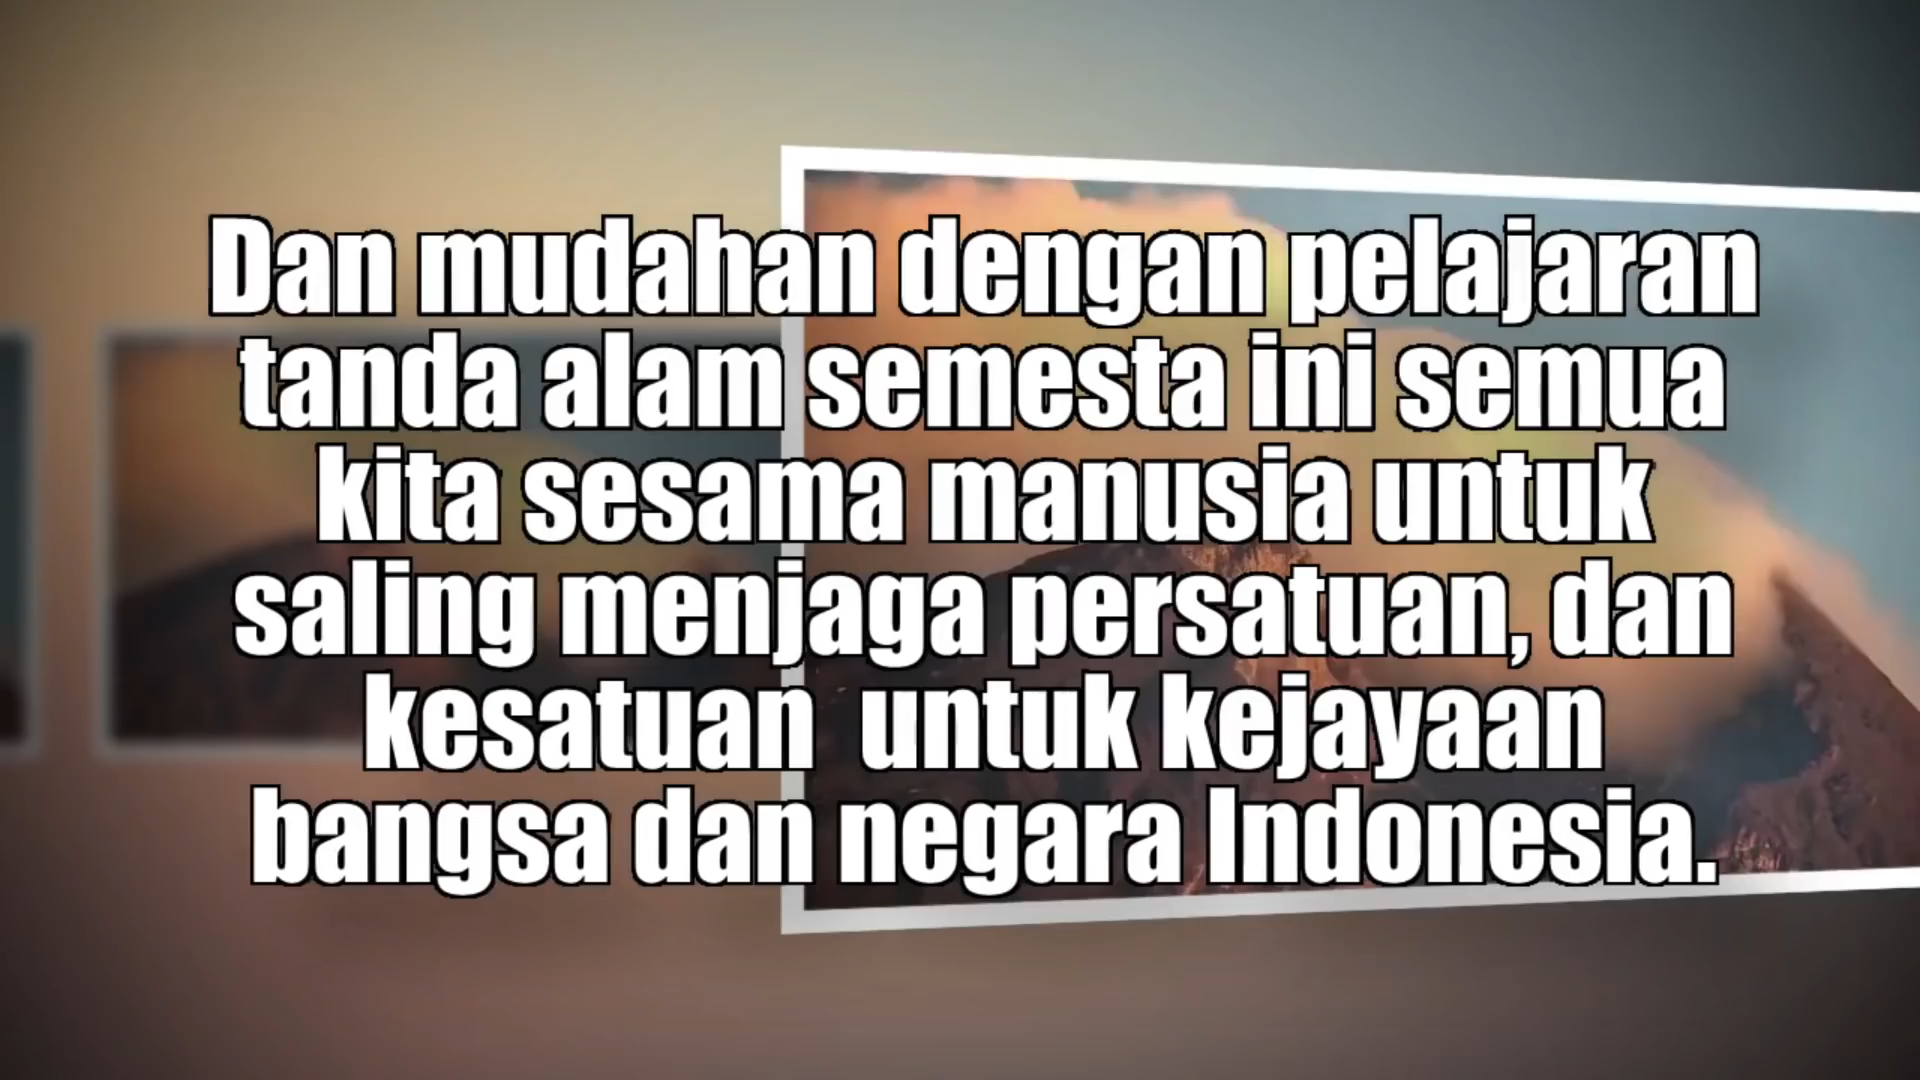 Dan mudahan dengan pelajaran
tanda alam semesta ini semua
kita sesama manusia untuk
saling menjaga persatuan, dan
kesatuan  untuk kejayaan
bangsa dan negara Indonesia.